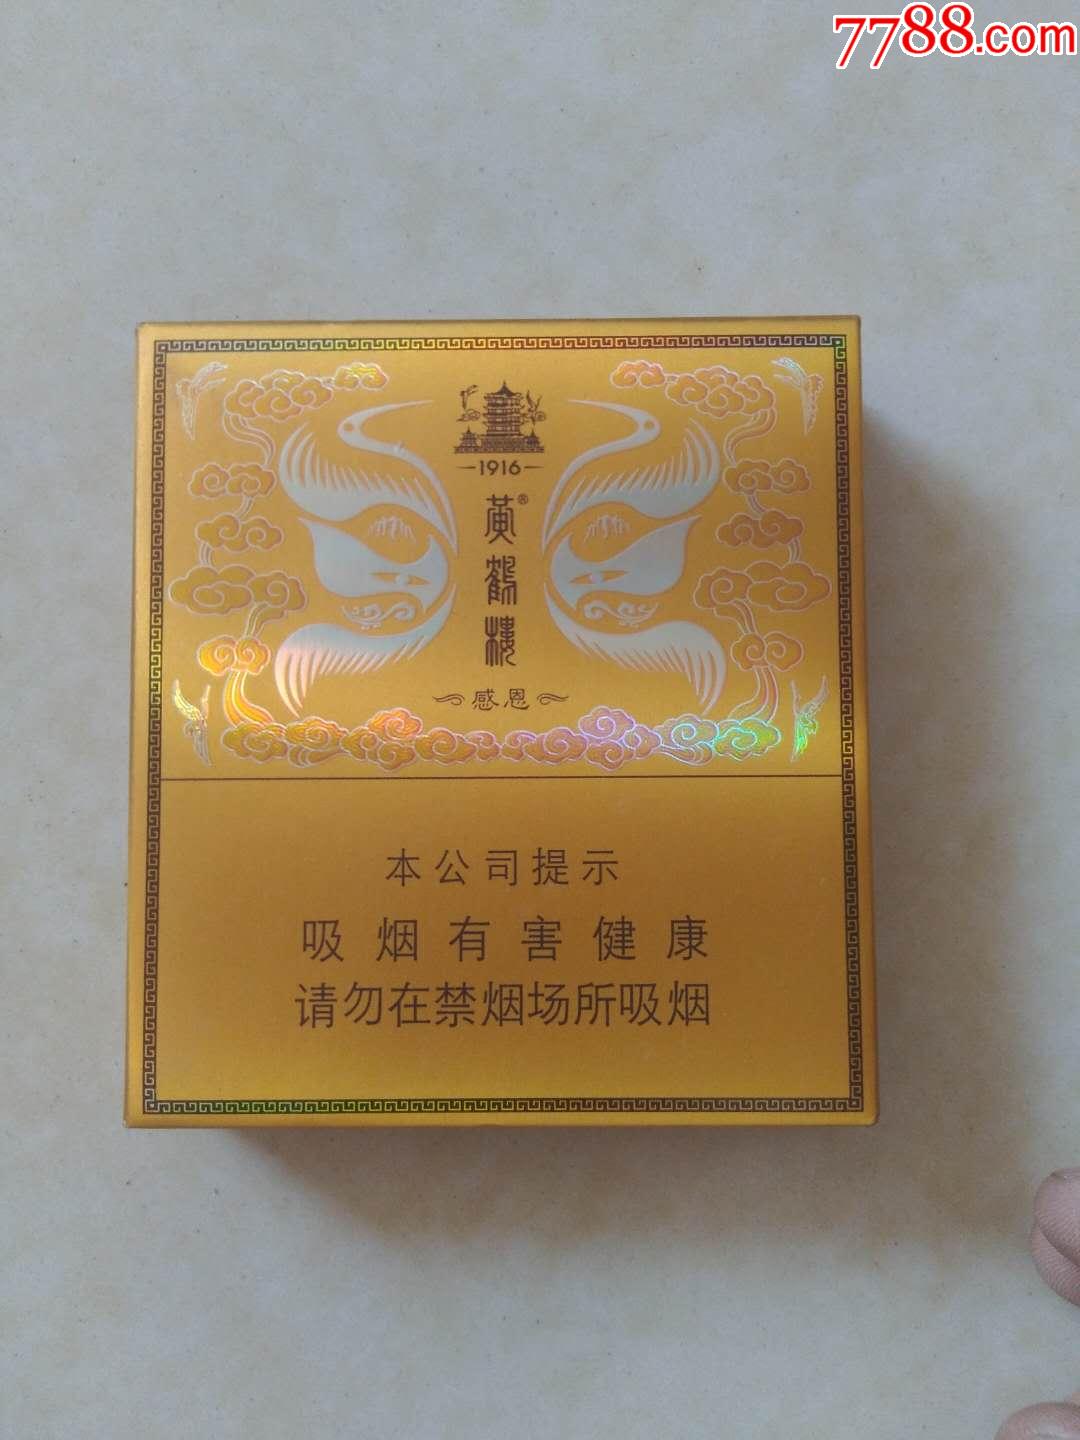 7788.com
1916
黄鹤楼®
感恩
本公司提示
吸烟有害健康
请勿在禁烟场所吸烟